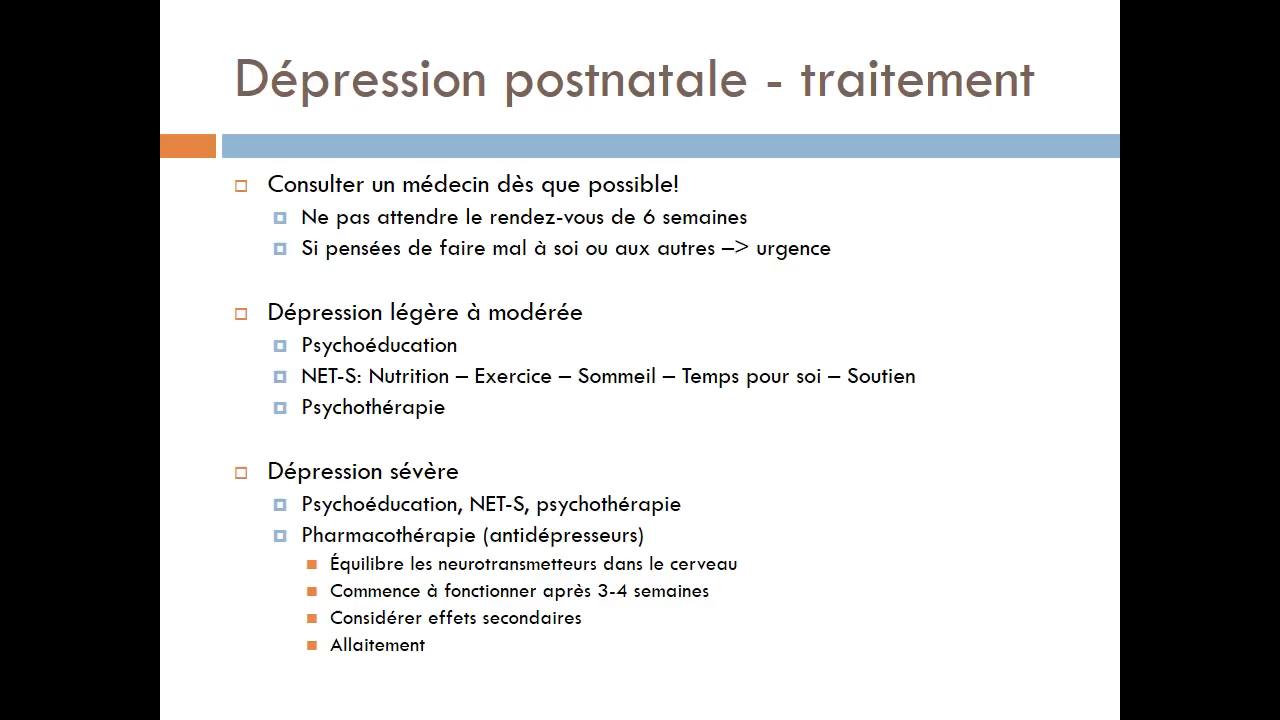 Dépression postnatale - traitement
Consulter un médecin dès que possible!
Ne pas attendre le rendez-vous de 6 semaines
Si pensées de faire mal à soi ou aux autres –> urgence
Dépression légère à modérée
Psychoéducation
NET-S: Nutrition – Exercice – Sommeil – Temps pour soi – Soutien
Psychothérapie
Dépression sévère
Psychoéducation, NET-S, psychothérapie
Pharmacothérapie (antidépresseurs)
Équilibre les neurotransmetteurs dans le cerveau
Commence à fonctionner après 3-4 semaines
Considérer effets secondaires
Allaitement